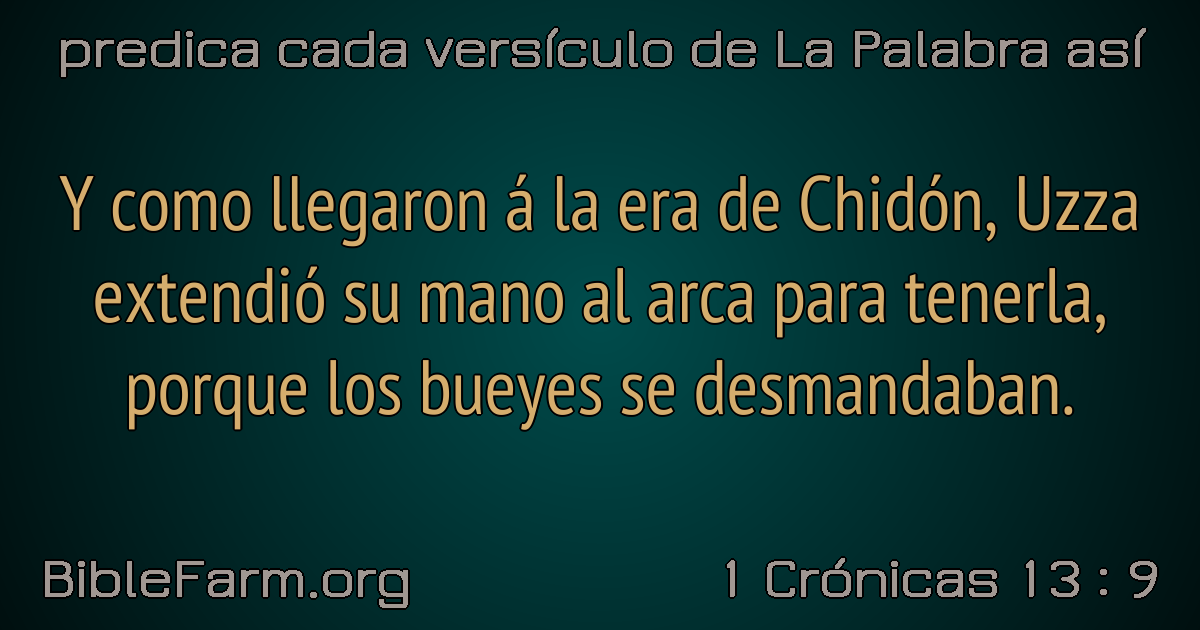 predica cada versículo de La Palabra así
Y como llegaron á la era de Chidón, Uzza
extendió su mano al arca para tenerla,
porque los bueyes se desmandaban.
BibleFarm.org
1 Crónicas 13 : 9